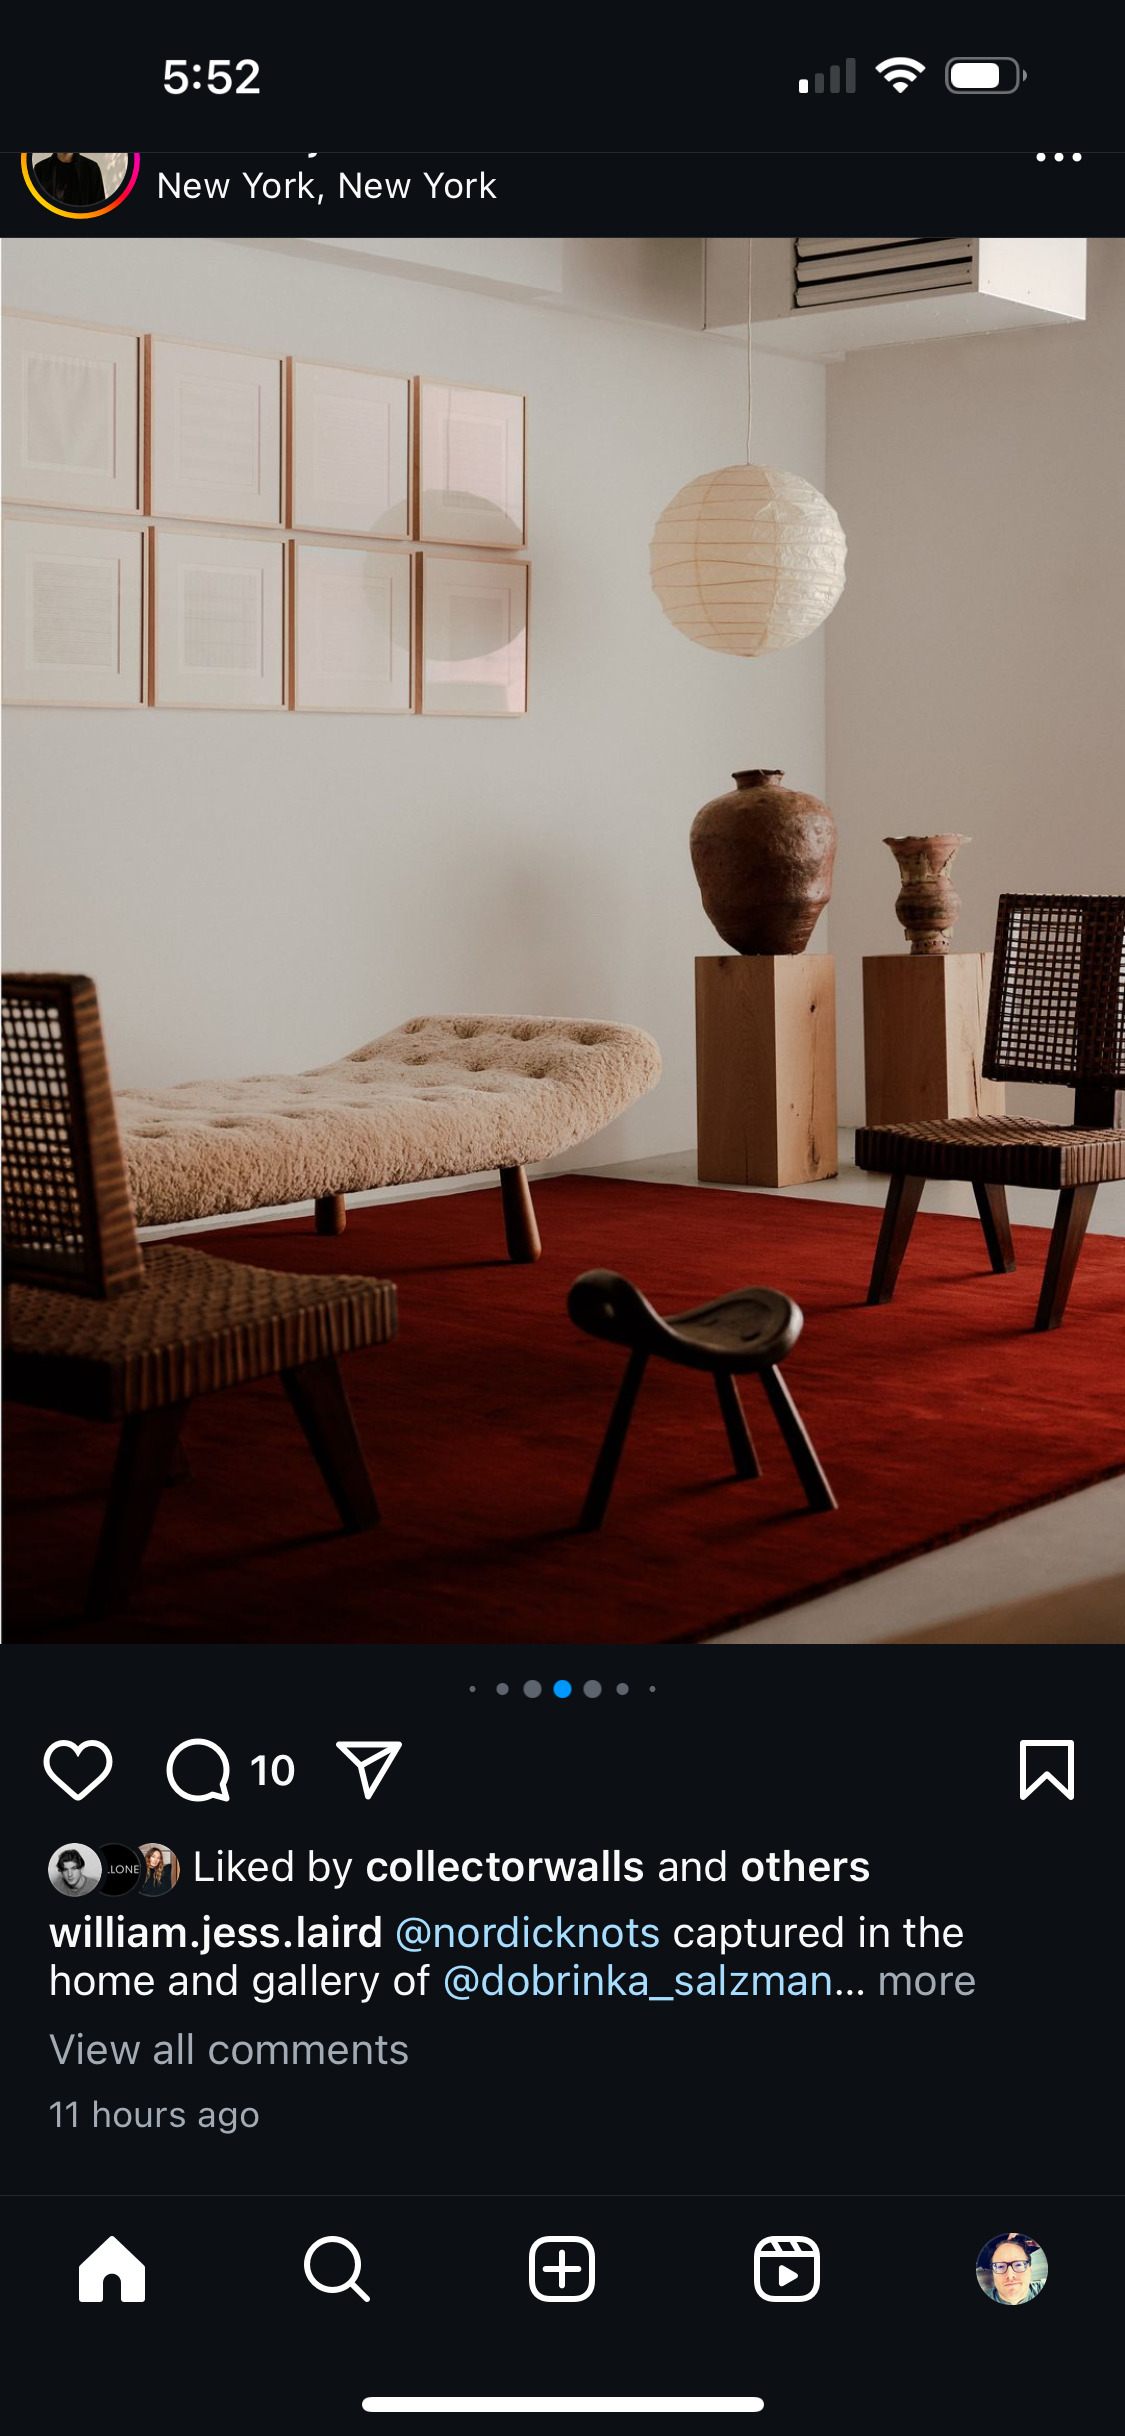 5:52
New York, New York
10
Liked by collectorwalls and others
william.jess.laird @nordicknots captured in the
home and gallery of @dobrinka_salzman... more
View all comments
11 hours ago